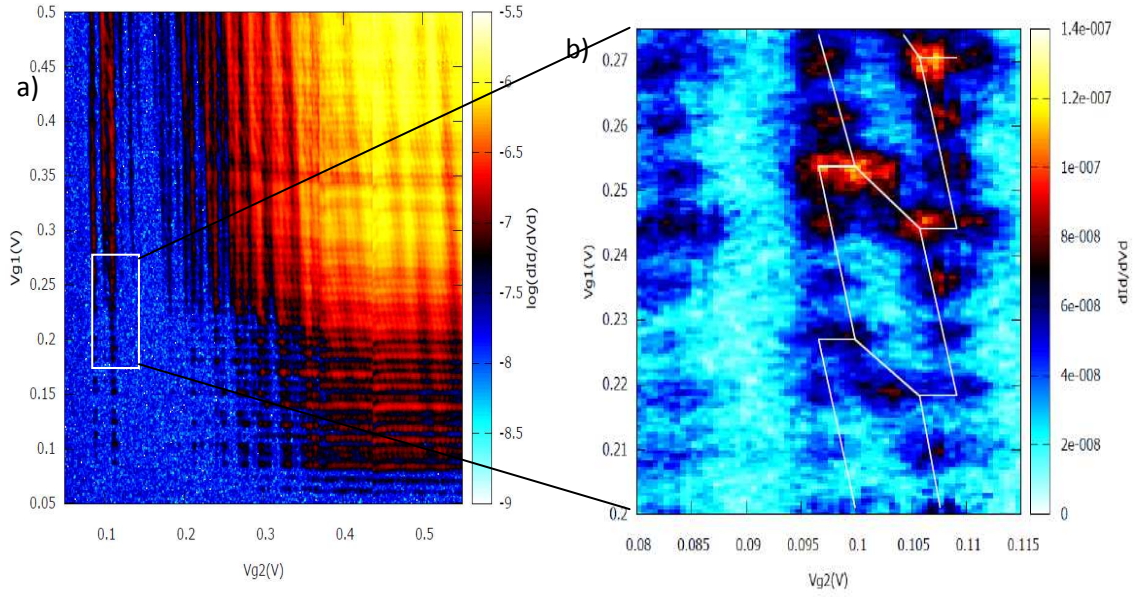 a)
0.5
0.45
0.4
0.35
0.3
0.25
0.2
0.15
0.1
0.05
Vg1(V)
0.1 0.2 0.3 0.4 0.5
Vg2(V)
-5.5
-6
-6.5
-7
-7.5
-8
-8.5
-9
log(dId/dVd)
b)
0.27
0.26
0.25
0.24
0.23
0.22
0.21
0.2
Vg1(V)
0.08 0.085 0.09 0.095 0.1 0.105 0.11 0.115
Vg2(V)
1.4e-007
1.2e-007
1e-007
8e-008
6e-008
4e-008
2e-008
0
dId/dVd